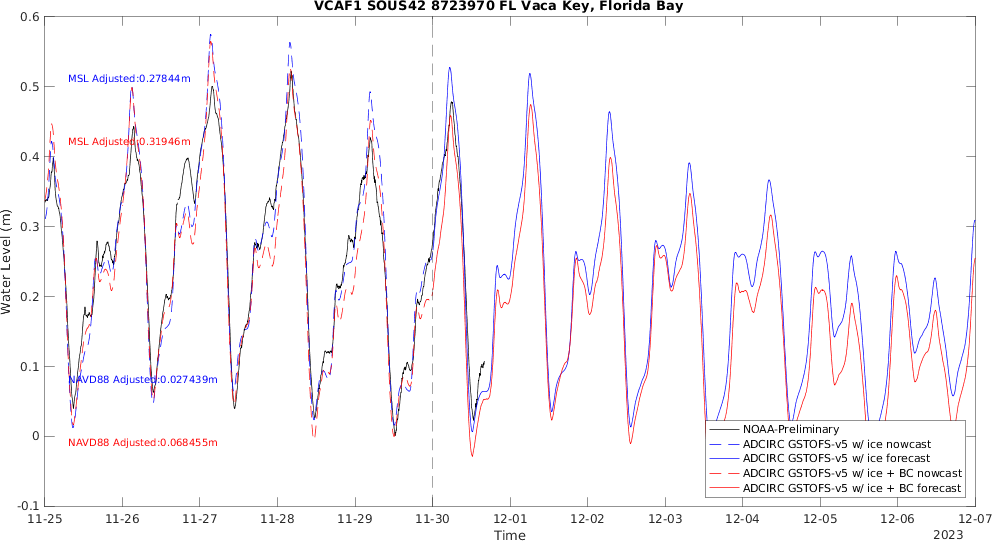 VCAF1 SOUS42 8723970 FL Vaca Key, Florida Bay
0.6
0.5
0.4
0.3
0.2
0.1
0
-0.1
Water Level (m)
MSL Adjusted:0.27844m
MSL Adjusted:0.31946m
NAVD88 Adjusted:0.027439m
NAVD88 Adjusted:0.068455m
NOAA-Preliminary
ADCIRC GSTOFS-v5 w/ ice nowcast
ADCIRC GSTOFS-v5 w/ ice forecast
ADCIRC GSTOFS-v5 w/ ice + BC nowcast
ADCIRC GSTOFS-v5 w/ ice + BC forecast
11-25 11-26 11-27 11-28 11-29 11-30 12-01 12-02 12-03 12-04 12-05 12-06 12-07
Time
2023